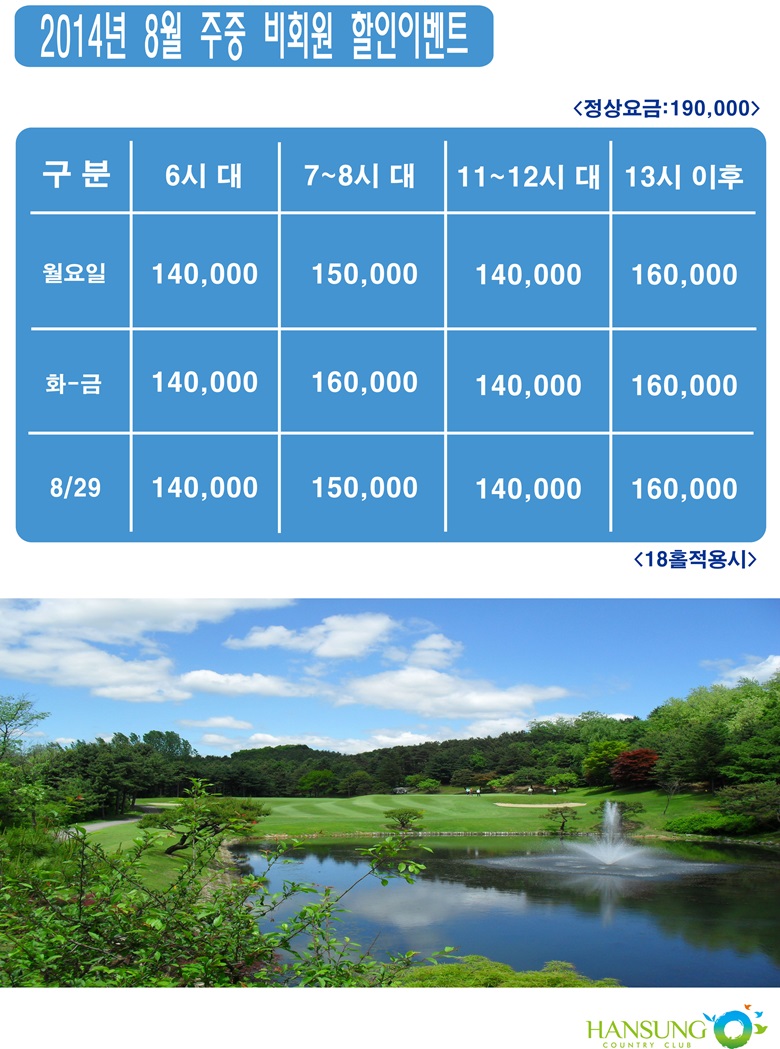 2014년 8월 주중 비회원 할인이벤트
<정상요금:190,000>
구 분 6시 대 7~8시 대 11~12시 대 13시 이후
월요일 140,000 150,000 140,000 160,000
화-금 140,000 160,000 140,000 160,000
8/29 140,000 150,000 140,000 160,000
<18홀적용시>
HANSUNG
COUNTRY CLUB